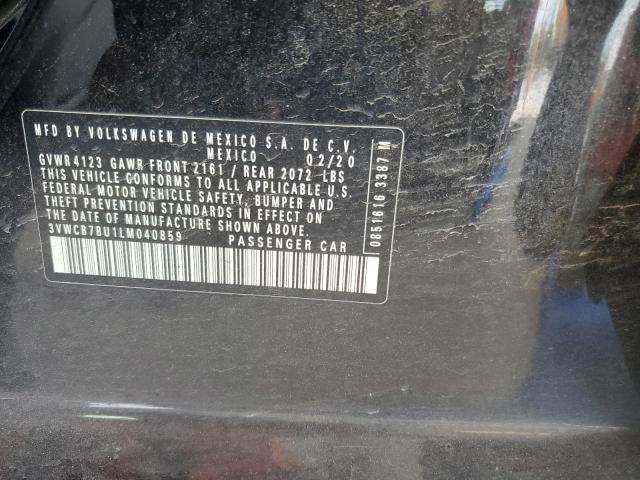 MFD BY VOLKSWAGEN DE MEXICO S.A. DE C.V.
MEXICO 02/20
GVWR4123 GAWR FRONT 2161 / REAR 2072 LBS
THIS VEHICLE CONFORMS TO ALL APPLICABLE U.S.
FEDERAL MOTOR VEHICLE SAFETY, BUMPER AND
THEFT PREVENTION STANDARDS IN EFFECT ON
THE DATE OF MANUFACTURE SHOWN ABOVE.
3VWCB7BU1LM040859 PASSENGER CAR
0851616 3387 M